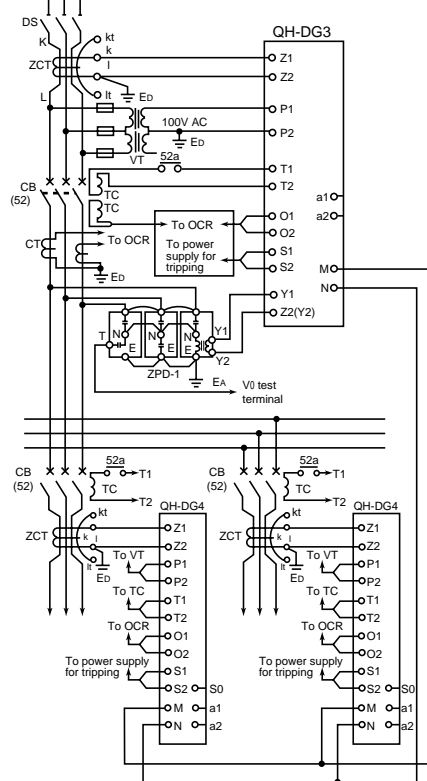 DS
K
kt
k
ZCT
l
lt
L
ED
QH-DG3
Z1
Z2
P1
100V AC
P2
ED
VT
52a
T1
T2
CB
(52)
TC
TC
a1
a2
To OCR
O1
O2
CT
To OCR
To power
supply for
tripping
S1
S2
ED
M
N
Y1
Z2(Y2)
T
N
N
N
Y1
E
E
E
Y2
ZPD-1
EA
V0 test
terminal
CB
(52)
52a
T1
TC
T2
kt
ZCT
k
l
lt
ED
QH-DG4
Z1
Z2
To VT
P1
P2
To TC
T1
T2
To OCR
O1
O2
To power supply
for tripping
S1
S2
S0
M
a1
N
a2
CB
(52)
52a
T1
TC
T2
kt
ZCT
k
l
lt
ED
QH-DG4
Z1
Z2
To VT
P1
P2
To TC
T1
T2
To OCR
O1
O2
To power supply
for tripping
S1
S2
S0
M
a1
N
a2